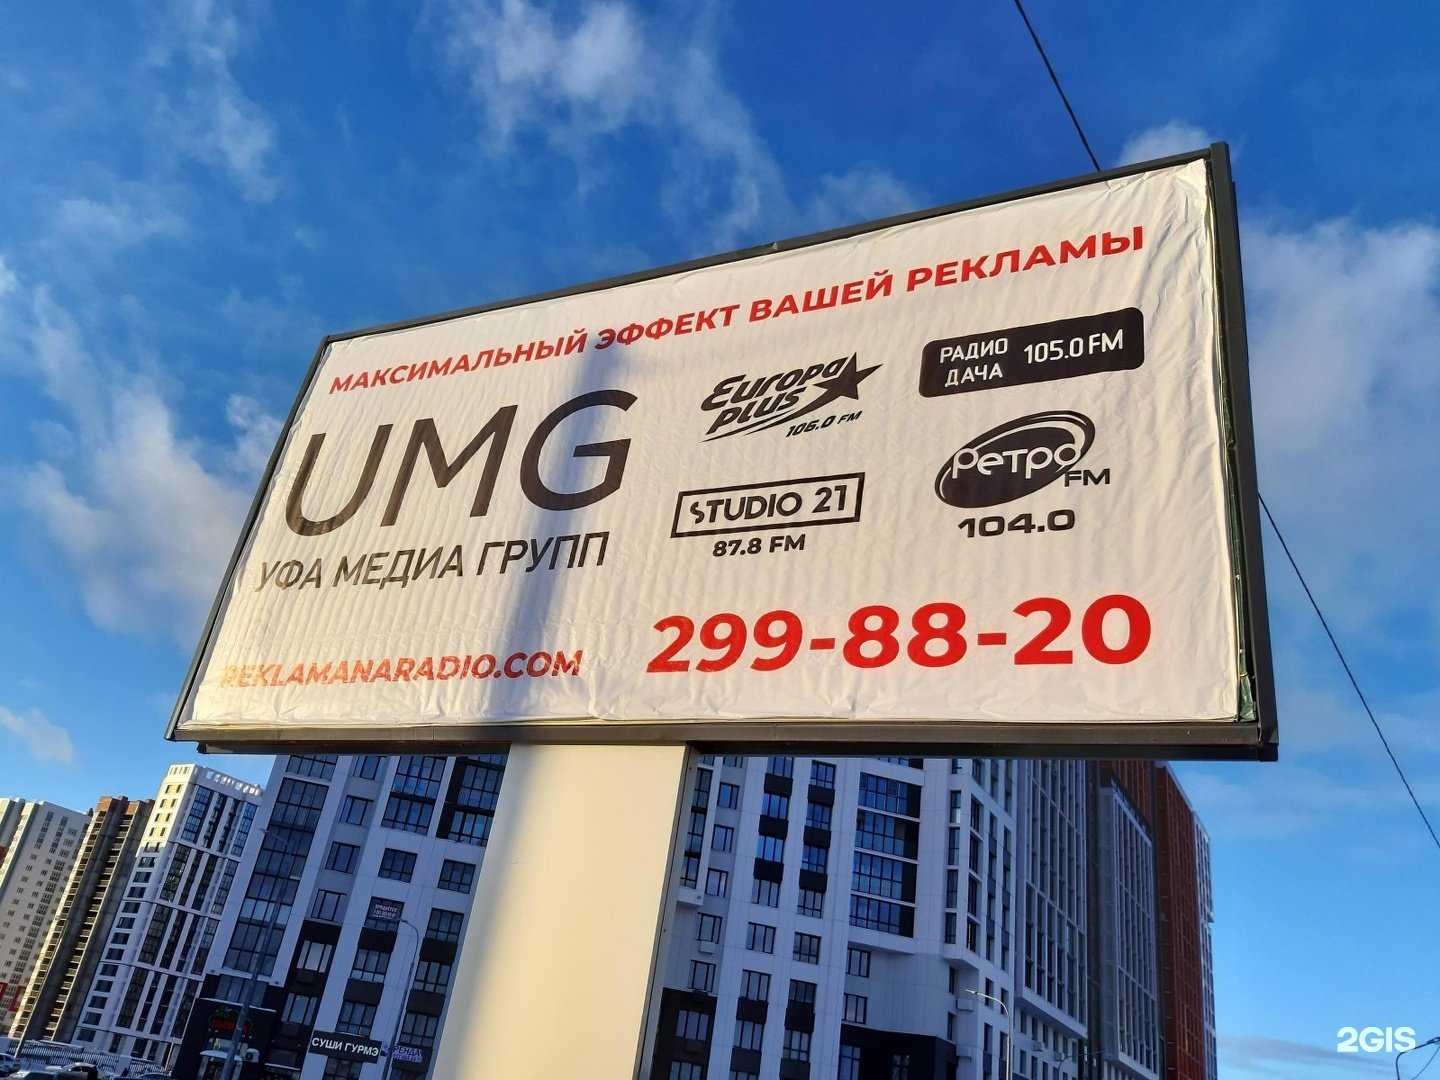 МАКСИМАЛЬНЫЙ ЭФФЕКТ ВАШЕЙ РЕКЛАМЫ
UMG
УФА МЕДИА ГРУПП
Europa
plus
106.0 FM
РАДИО
ДАЧА
105.0 FM
STUDIO 21
87.8 FM
Ретро
FM
104.0
REKLAMANARADIO.COM
299-88-20
СУШИ ГУРМЭ
2GIS